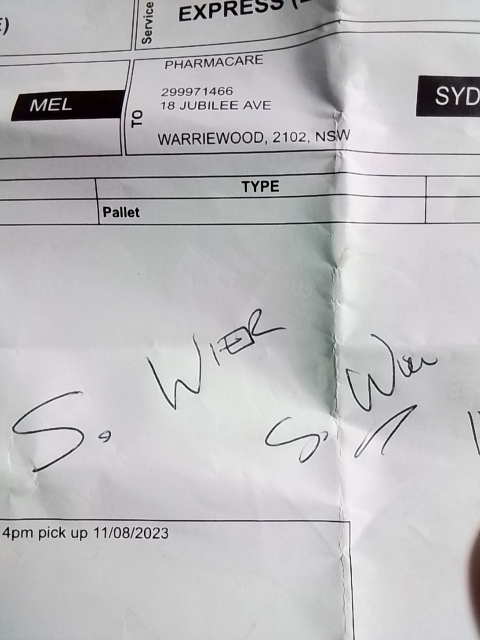 E)
Service
EXPRESS (
PHARMACARE
MEL
TO
299971466
18 JUBILEE AVE
SYD
WARRIEWOOD, 2102, NSW
TYPE
Pallet
S. WIER
S. Wier
4pm pick up 11/08/2023